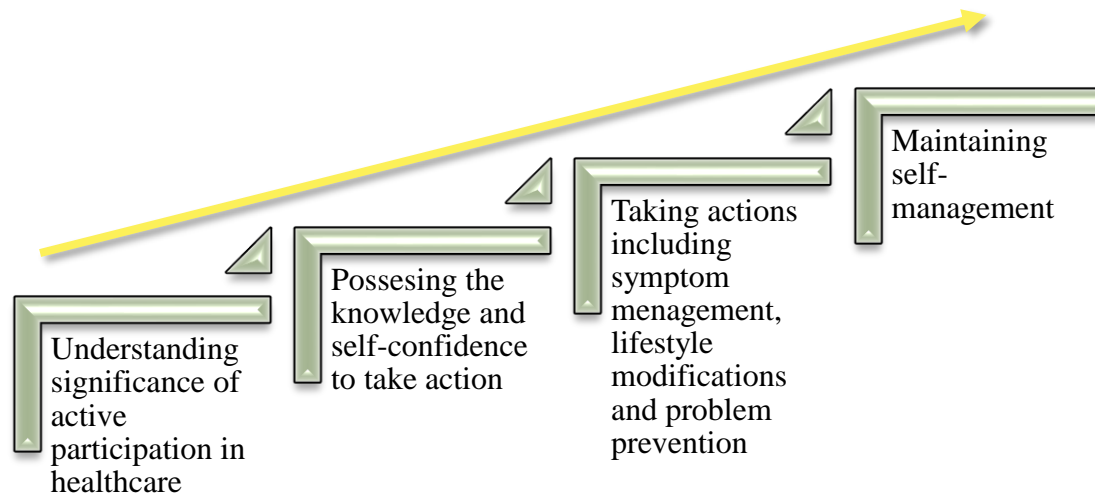 Understanding
significance of
active
participation in
healthcare
Possesing the
knowledge and
self-confidence
to take action
Taking actions
including
symptom
menagement,
lifestyle
modifications
and problem
prevention
Maintaining
self-
management